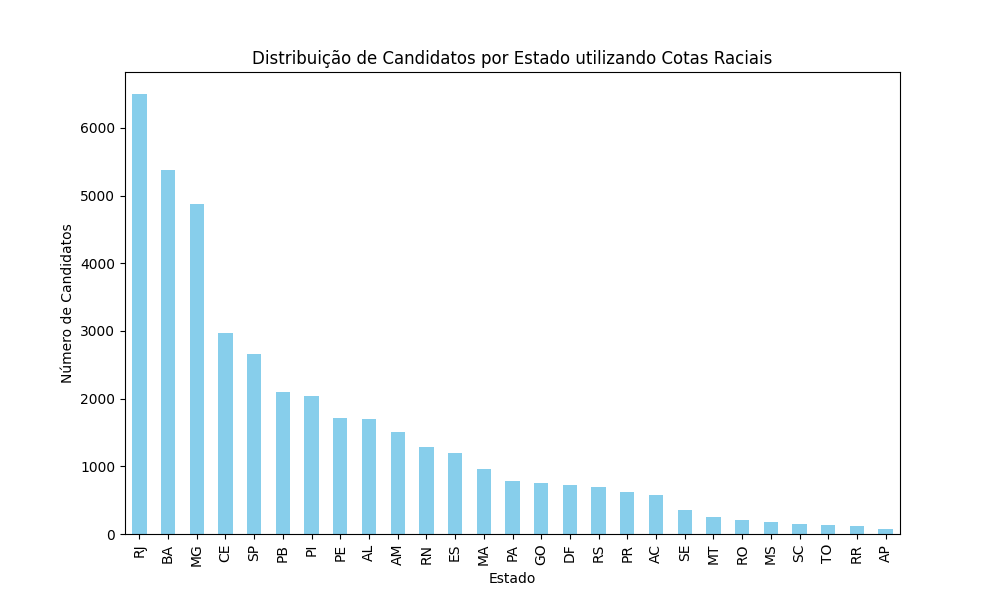 Distribuição de Candidatos por Estado utilizando Cotas Raciais
Número de Candidatos
6000
5000
4000
3000
2000
1000
0
RJ BA MG CE SP PB PI PE AL AM RN ES MA PA GO DF RS PR AC SE MT RO MS SC TO RR AP
Estado